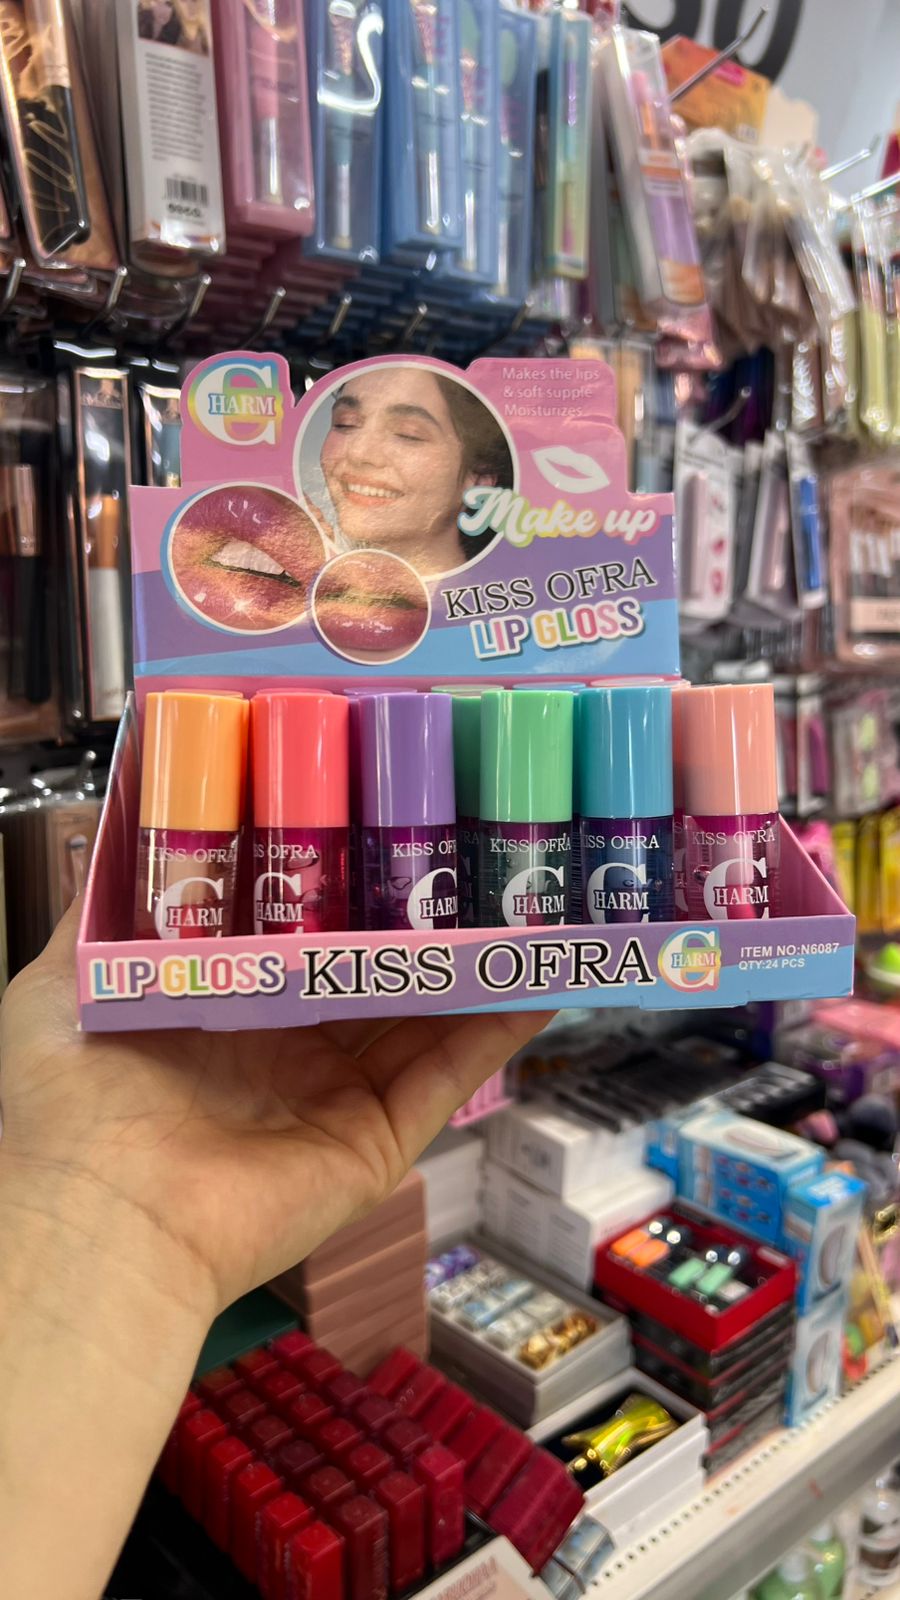 CHARM
Makes the lips
& soft supple
Moisturizes
Make up
KISS OFRA
LIP GLOSS
KISS OFRA
CHARM
KISS OFRA
CHARM
KISS OFRA
CHARM
KISS OFRA
CHARM
KISS OFRA
CHARM
KISS OFRA
CHARM
LIP GLOSS KISS OFRA CHARM
ITEM NO:N6087
QTY:24 PCS